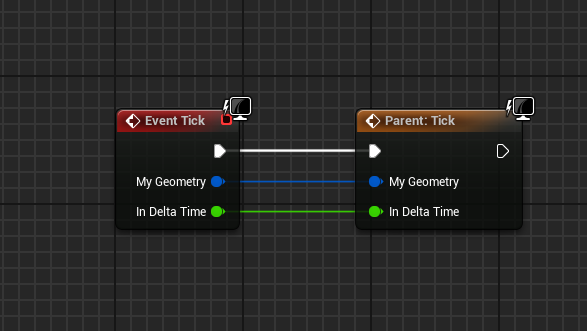 Event Tick
My Geometry
In Delta Time
Parent: Tick
My Geometry
In Delta Time